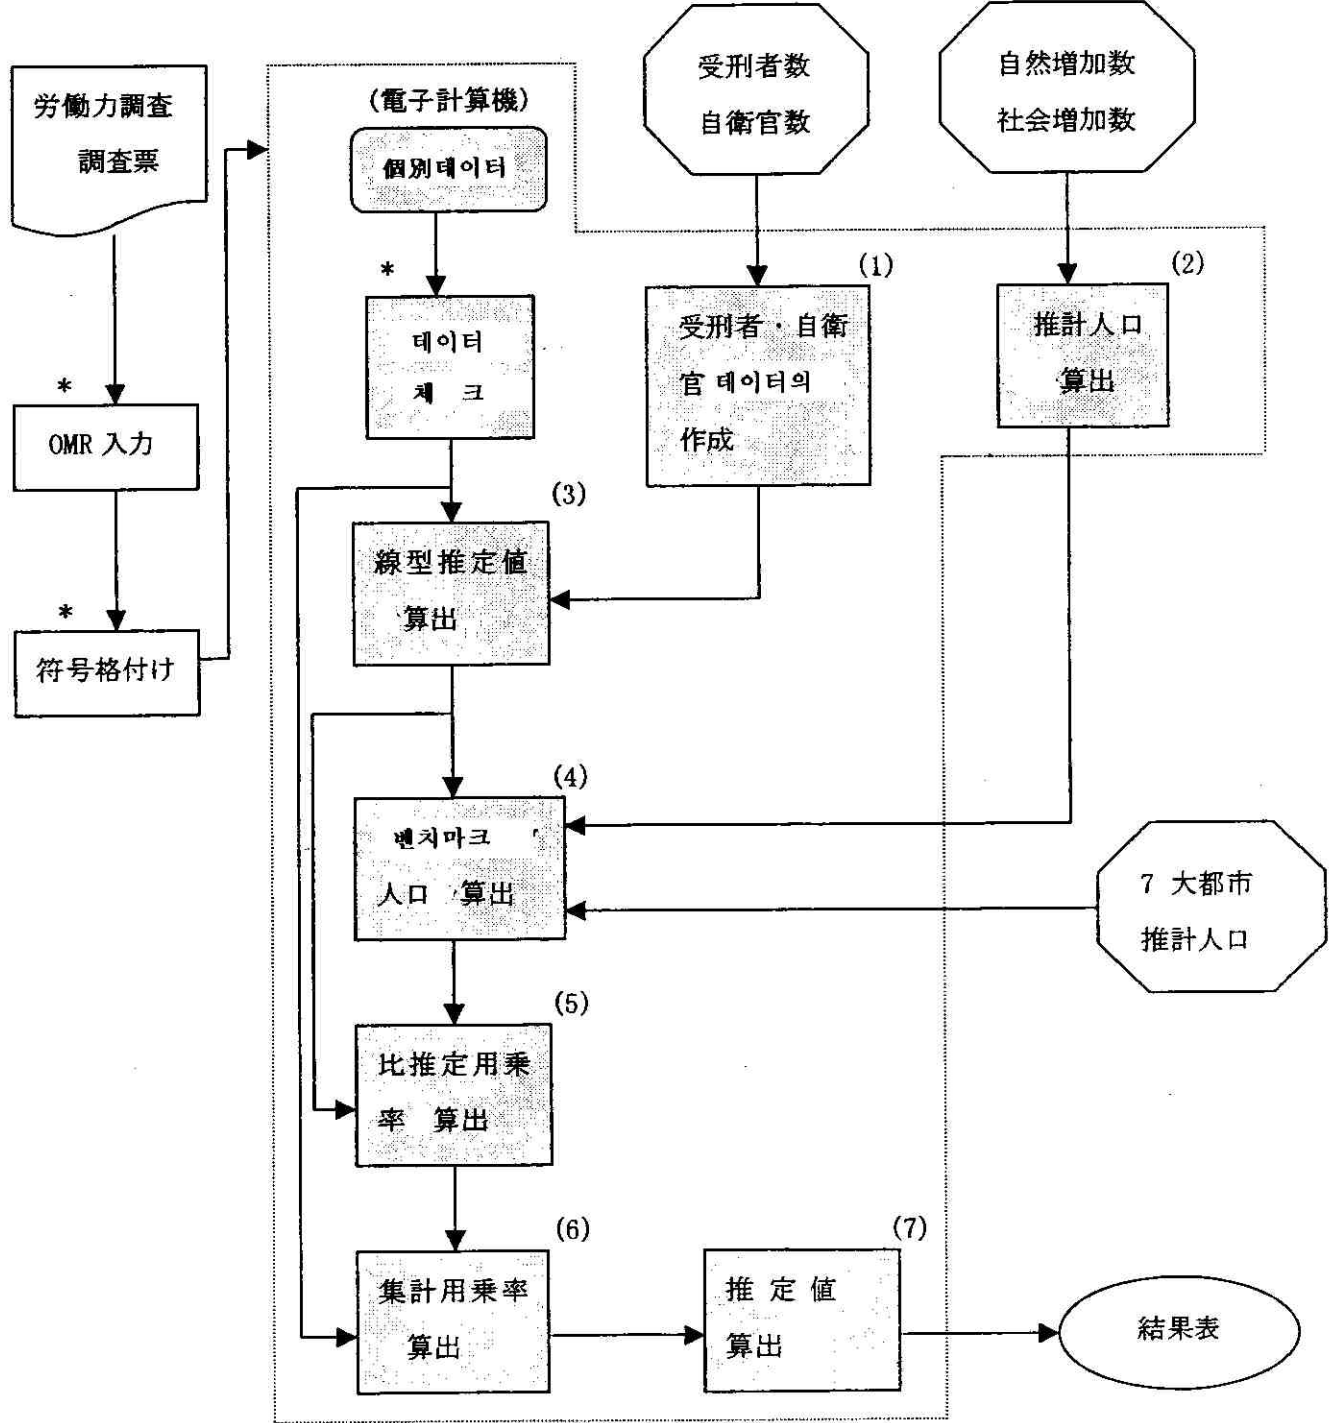 労働力調査
調査票
*
OMR 入力
*
符号格付け
(電子計算機)
個別데이터
*
데이터
체 크
受刑者数
自衛官数
自然増加数
社会増加数
(1)
受刑者・自衛
官데이터의
作成
(2)
推計人口
算出
(3)
線型推定値
算出
(4)
벤치마크
人口 算出
7 大都市
推計人口
(5)
比推定用乗
率 算出
(6)
集計用乗率
算出
(7)
推 定 値
算出
結果表